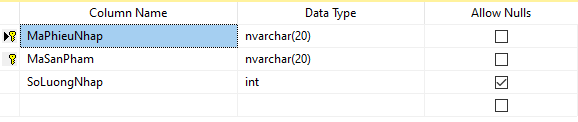 Column Name Data Type Allow Nulls
MaPhieuNhap nvarchar(20)
MaSanPham nvarchar(20)
SoLuongNhap int